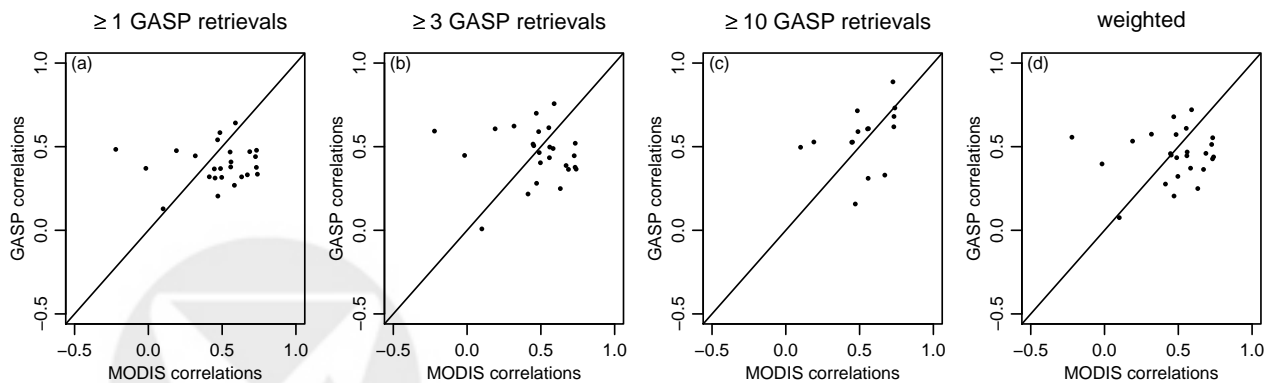 ≥ 1 GASP retrievals
≥ 3 GASP retrievals
≥ 10 GASP retrievals
weighted
(a)
GASP correlations
1.0
0.5
0.0
−0.5
−0.5 0.0 0.5 1.0
MODIS correlations
(b)
GASP correlations
1.0
0.5
0.0
−0.5
−0.5 0.0 0.5 1.0
MODIS correlations
(c)
GASP correlations
1.0
0.5
0.0
−0.5
−0.5 0.0 0.5 1.0
MODIS correlations
(d)
GASP correlations
1.0
0.5
0.0
−0.5
−0.5 0.0 0.5 1.0
MODIS correlations